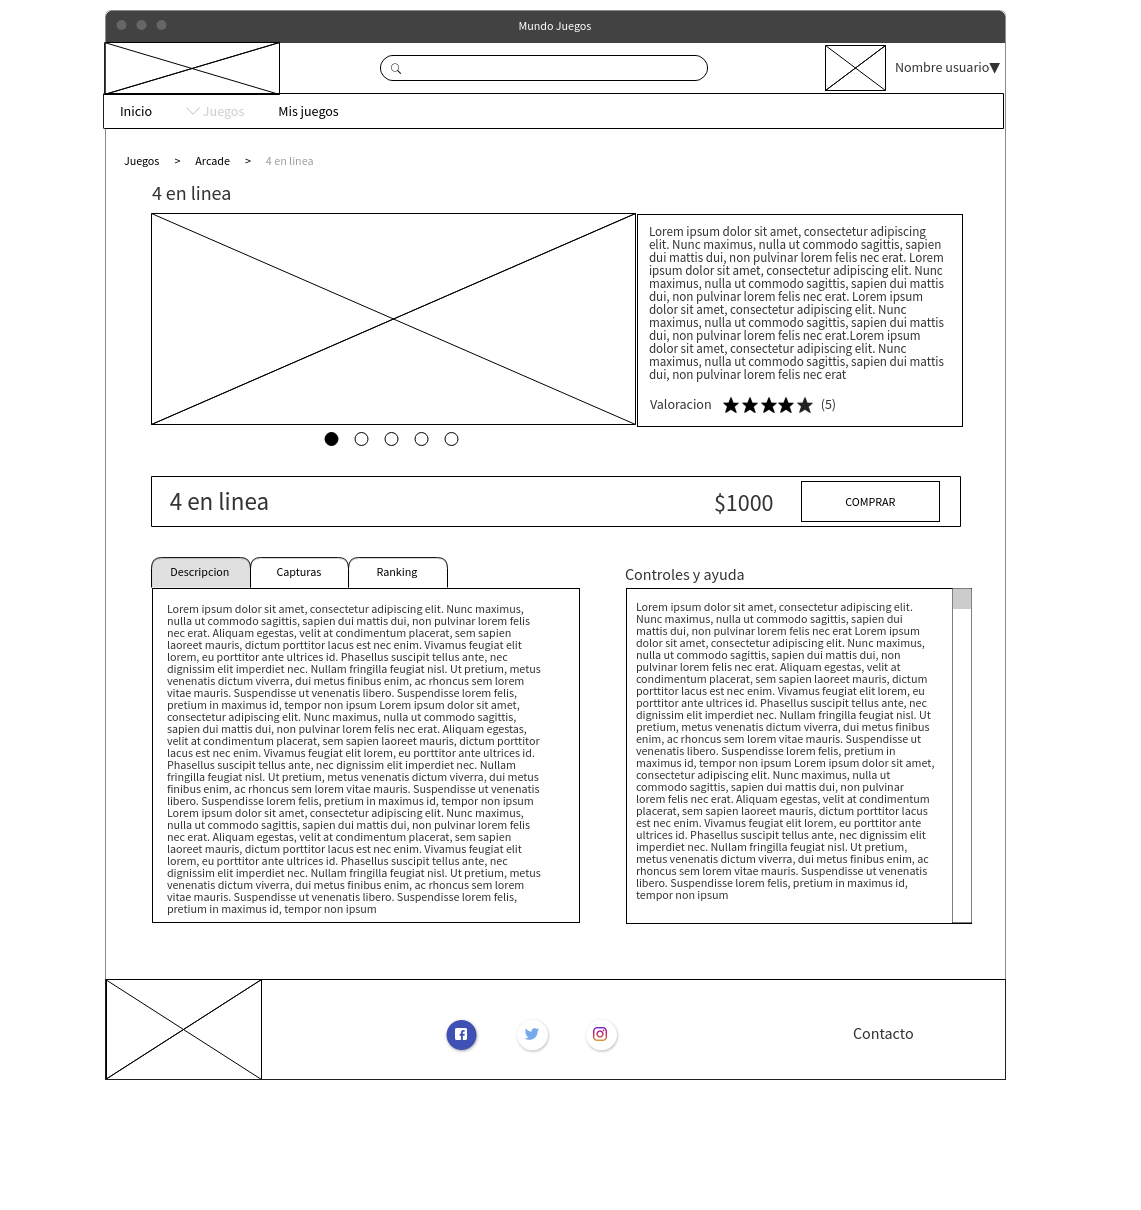 Mundo Juegos
Nombre usuario▼
Inicio
Juegos
Mis juegos
Juegos > Arcade > 4 en linea
4 en linea
Lorem ipsum dolor sit amet, consectetur adipiscing
elit. Nunc maximus, nulla ut commodo sagittis, sapien
dui mattis dui, non pulvinar lorem felis nec erat. Lorem
ipsum dolor sit amet, consectetur adipiscing elit. Nunc
maximus, nulla ut commodo sagittis, sapien dui mattis
dui, non pulvinar lorem felis nec erat. Lorem ipsum
dolor sit amet, consectetur adipiscing elit. Nunc
maximus, nulla ut commodo sagittis, sapien dui mattis
dui, non pulvinar lorem felis nec erat.Lorem ipsum
dolor sit amet, consectetur adipiscing elit. Nunc
maximus, nulla ut commodo sagittis, sapien dui mattis
dui, non pulvinar lorem felis nec erat
Valoracion ★★★★★ (5)
4 en linea
$1000
COMPRAR
Descripcion
Capturas
Ranking
Lorem ipsum dolor sit amet, consectetur adipiscing elit. Nunc maximus,
nulla ut commodo sagittis, sapien dui mattis dui, non pulvinar lorem felis
nec erat. Aliquam egestas, velit at condimentum placerat, sem sapien
laoreet mauris, dictum porttitor lacus est nec enim. Vivamus feugiat elit
lorem, eu porttitor ante ultrices id. Phasellus suscipit tellus ante, nec
dignissim elit imperdiet nec. Nullam fringilla feugiat nisl. Ut pretium, metus
venenatis dictum viverra, dui metus finibus enim, ac rhoncus sem lorem
vitae mauris. Suspendisse ut venenatis libero. Suspendisse lorem felis,
pretium in maximus id, tempor non ipsum Lorem ipsum dolor sit amet,
consectetur adipiscing elit. Nunc maximus, nulla ut commodo sagittis,
sapien dui mattis dui, non pulvinar lorem felis nec erat. Aliquam egestas,
velit at condimentum placerat, sem sapien laoreet mauris, dictum porttitor
lacus est nec enim. Vivamus feugiat elit lorem, eu porttitor ante ultrices id.
Phasellus suscipit tellus ante, nec dignissim elit imperdiet nec. Nullam
fringilla feugiat nisl. Ut pretium, metus venenatis dictum viverra, dui metus
finibus enim, ac rhoncus sem lorem vitae mauris. Suspendisse ut venenatis
libero. Suspendisse lorem felis, pretium in maximus id, tempor non ipsum
Lorem ipsum dolor sit amet, consectetur adipiscing elit. Nunc maximus,
nulla ut commodo sagittis, sapien dui mattis dui, non pulvinar lorem felis
nec erat. Aliquam egestas, velit at condimentum placerat, sem sapien
laoreet mauris, dictum porttitor lacus est nec enim. Vivamus feugiat elit
lorem, eu porttitor ante ultrices id. Phasellus suscipit tellus ante, nec
dignissim elit imperdiet nec. Nullam fringilla feugiat nisl. Ut pretium, metus
venenatis dictum viverra, dui metus finibus enim, ac rhoncus sem lorem
vitae mauris. Suspendisse ut venenatis libero. Suspendisse lorem felis,
pretium in maximus id, tempor non ipsum
Controles y ayuda
Lorem ipsum dolor sit amet, consectetur adipiscing elit.
Nunc maximus, nulla ut commodo sagittis, sapien dui
mattis dui, non pulvinar lorem felis nec erat Lorem ipsum
dolor sit amet, consectetur adipiscing elit. Nunc maximus,
nulla ut commodo sagittis, sapien dui mattis dui, non
pulvinar lorem felis nec erat. Aliquam egestas, velit at
condimentum placerat, sem sapien laoreet mauris, dictum
porttitor lacus est nec enim. Vivamus feugiat elit lorem, eu
porttitor ante ultrices id. Phasellus suscipit tellus ante, nec
dignissim elit imperdiet nec. Nullam fringilla feugiat nisl. Ut
pretium, metus venenatis dictum viverra, dui metus finibus
enim, ac rhoncus sem lorem vitae mauris. Suspendisse ut
venenatis libero. Suspendisse lorem felis, pretium in
maximus id, tempor non ipsum Lorem ipsum dolor sit amet,
consectetur adipiscing elit. Nunc maximus, nulla ut
commodo sagittis, sapien dui mattis dui, non pulvinar
lorem felis nec erat. Aliquam egestas, velit at condimentum
placerat, sem sapien laoreet mauris, dictum porttitor lacus
est nec enim. Vivamus feugiat elit lorem, eu porttitor ante
ultrices id. Phasellus suscipit tellus ante, nec dignissim elit
imperdiet nec. Nullam fringilla feugiat nisl. Ut pretium,
metus venenatis dictum viverra, dui metus finibus enim, ac
rhoncus sem lorem vitae mauris. Suspendisse ut venenatis
libero. Suspendisse lorem felis, pretium in maximus id,
tempor non ipsum
Contacto